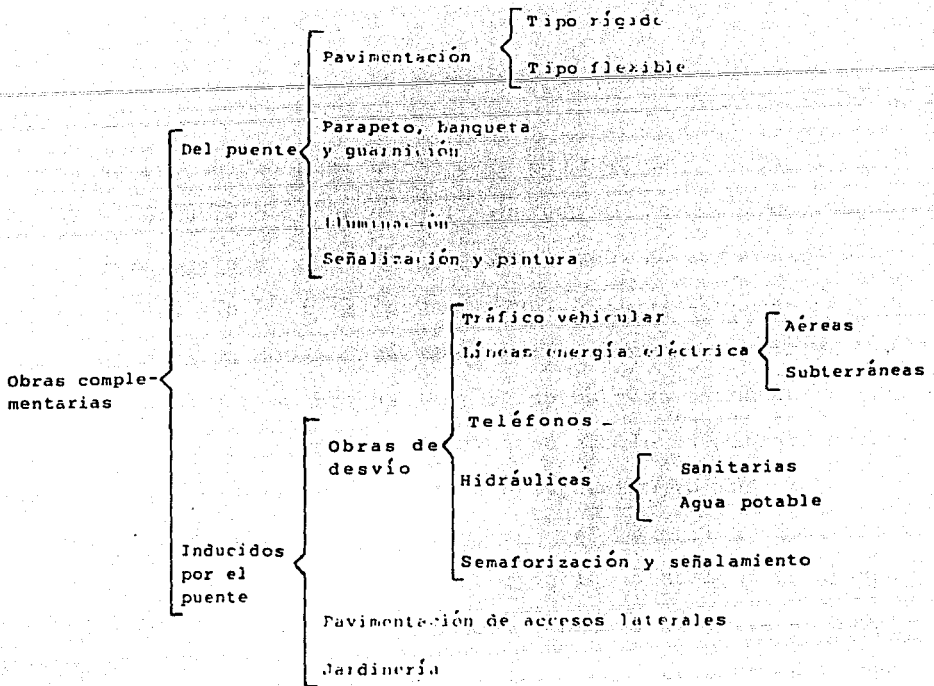 Tipo rígido
Pavimentación
Tipo flexible
Parapeto, banqueta
Del puente
y guarnición
Iluminación
Señalización y pintura
Tráfico vehicular
Líneas energía eléctrica
Aéreas
Subterráneas
Obras comple-
mentarias
Teléfonos
Obras de
desvío
Hidráulicas
Sanitarias
Agua potable
Inducidos
por el
puente
Semaforización y señalamiento
Pavimentación de accesos laterales
Jardinería